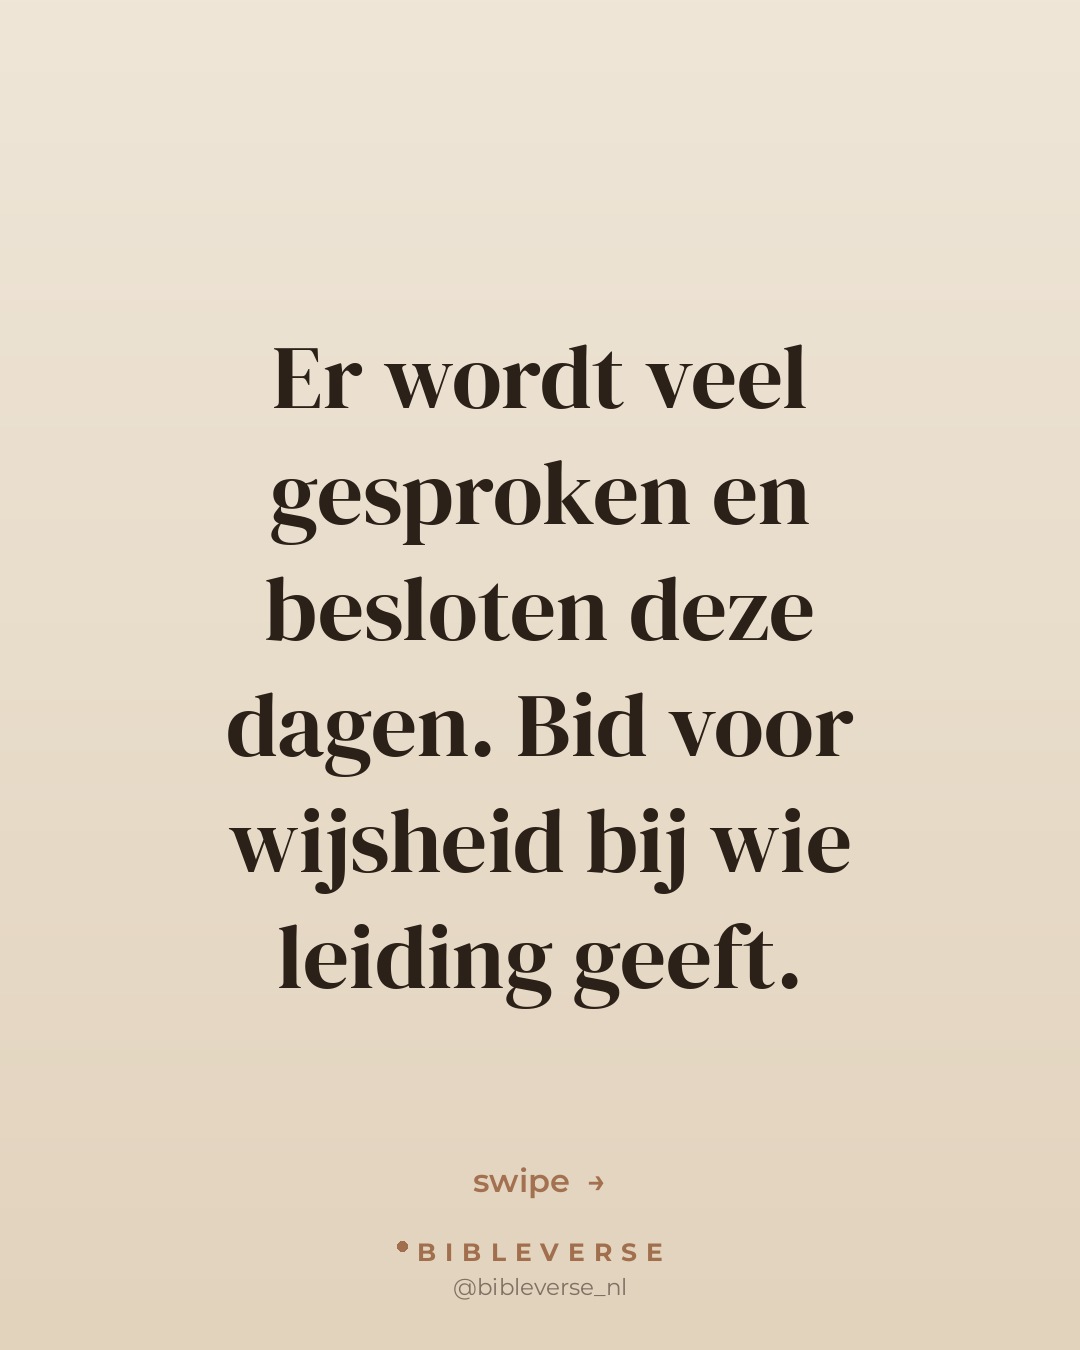 Er wordt veel
gesproken en
besloten deze
dagen. Bid voor
wijsheid bij wie
leiding geeft.
swipe →
BIBLEVERSE
@bibleverse_nl